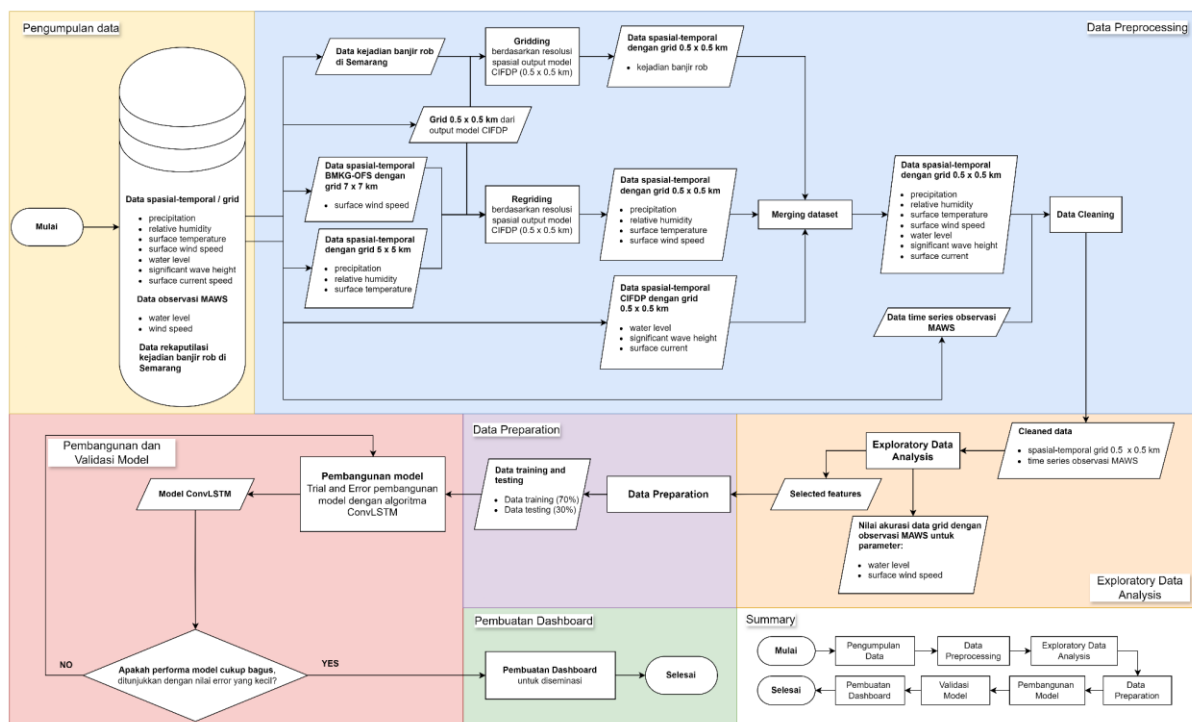 Pengumpulan data
Mulai
Data spasial-temporal / grid
precipitation
relative humidity
surface temperature
surface wind speed
water level
significant wave height
surface current speed
Data observasi MAWS
water level
wind speed
Data rekaputilasi
kejadian banjir rob di
Semarang
Data Preprocessing
Data kejadian banjir rob
di Semarang
Gridding
berdasarkan resolusi
spasial output model
CIFDP (0.5 x 0.5 km)
Data spasial-temporal
dengan grid 0.5 x 0.5 km
kejadian banjir rob
Grid 0.5 x 0.5 km dari
output model CIFDP
Data spasial-temporal
BMKG-OFS dengan
grid 7 x 7 km
surface wind speed
Data spasial-temporal
dengan grid 5 x 5 km
precipitation
relative humidity
surface temperature
Regriding
berdasarkan resolusi
spasial output model
CIFDP (0.5 x 0.5 km)
Data spasial-temporal
dengan grid 0.5 x 0.5 km
precipitation
relative humidity
surface temperature
surface wind speed
Data spasial-temporal
CIFDP dengan grid
0.5 x 0.5 km
water level
significant wave height
surface current
Merging dataset
Data spasial-temporal
dengan grid 0.5 x 0.5 km
precipitation
relative humidity
surface temperature
surface wind speed
water level
significant wave height
surface current
Data time series observasi
MAWS
Data Cleaning
Cleaned data
spasial-temporal grid 0.5 x 0.5 km
time series observasi MAWS
Exploratory Data
Analysis
Selected features
Nilai akurasi data grid dengan
observasi MAWS untuk
parameter:
water level
surface wind speed
Exploratory Data
Analysis
Data Preparation
Data Preparation
Data training and
testing
Data training (70%)
Data testing (30%)
Pembangunan dan
Validasi Model
Pembangunan model
Trial and Error pembangunan
model dengan algoritma
ConvLSTM
Model ConvLSTM
Apakah performa model cukup bagus,
ditunjukkan dengan nilai error yang kecil?
NO
YES
Pembuatan Dashboard
Pembuatan Dashboard
untuk diseminasi
Selesai
Summary
Mulai
Pengumpulan
Data
Data
Preprocessing
Exploratory Data
Analysis
Data
Preparation
Pembangunan
Model
Validasi
Model
Pembuatan
Dashboard
Selesai